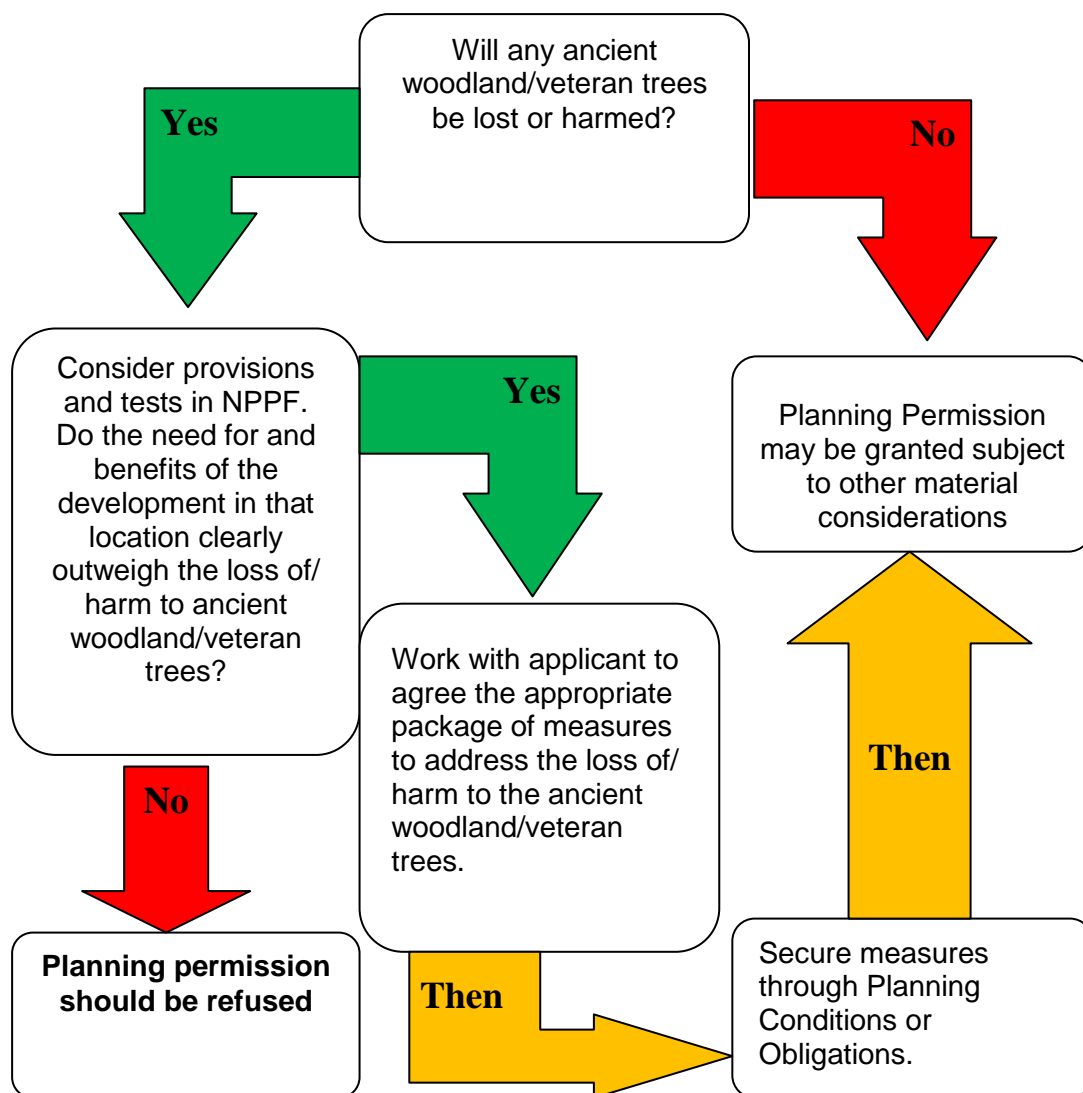 Will any ancient
woodland/veteran trees
be lost or harmed?
Yes
No
Consider provisions
and tests in NPPF.
Do the need for and
benefits of the
development in that
location clearly
outweigh the loss of/
harm to ancient
woodland/veteran
trees?
Yes
Planning Permission
may be granted subject
to other material
considerations
Work with applicant to
agree the appropriate
package of measures
to address the loss of/
harm to the ancient
woodland/veteran
trees.
No
Then
Planning permission
should be refused
Then
Secure measures
through Planning
Conditions or
Obligations.